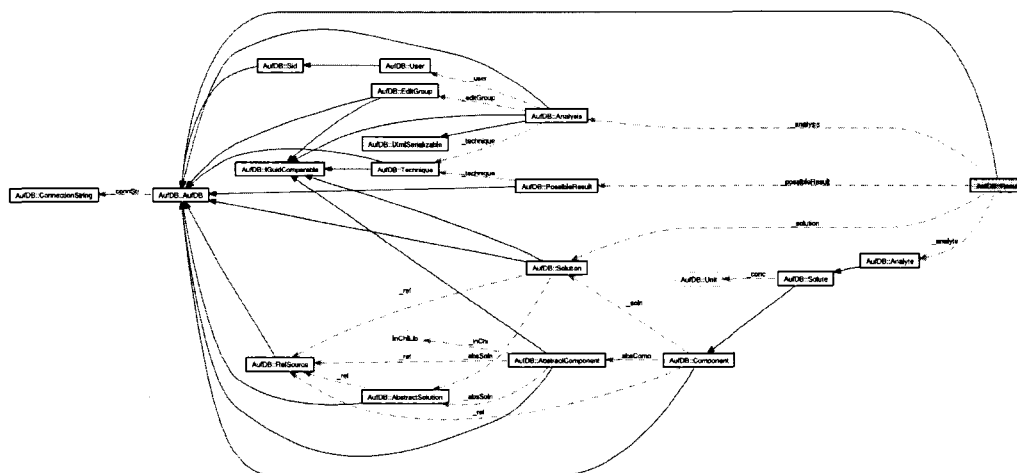 AufDB::Sid
AufDB::User
_user
AufDB::EditGroup
_editGroup
AufDB::Analysis
_analysis
AufDB::IXmlSerializable
_technique
AufDB::IGuidComparable
AufDB::Technique
_technique
AufDB::PossibleResult
_possibleResult
AufDB::Result
AufDB::ConnectionString
_connStr
AufDB::AufDB
_solution
_analyte
AufDB::Analyte
AufDB::Solution
AufDB::Unit
_conc
AufDB::Solute
_ref
_soln
InChILib
_inChi
AufDB::RefSource
_ref
_absSoln
AufDB::AbstractComponent
_absComp
AufDB::Component
_ref
AufDB::AbstractSolution
_absSoln
_ref